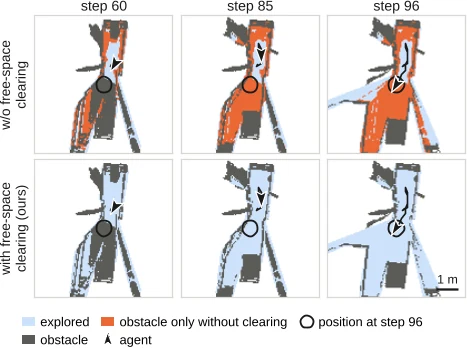 step 60 step 85 step 96
w/o free-space
clearing
with free-space
clearing (ours)
1 m
explored obstacle only without clearing position at step 96
obstacle agent